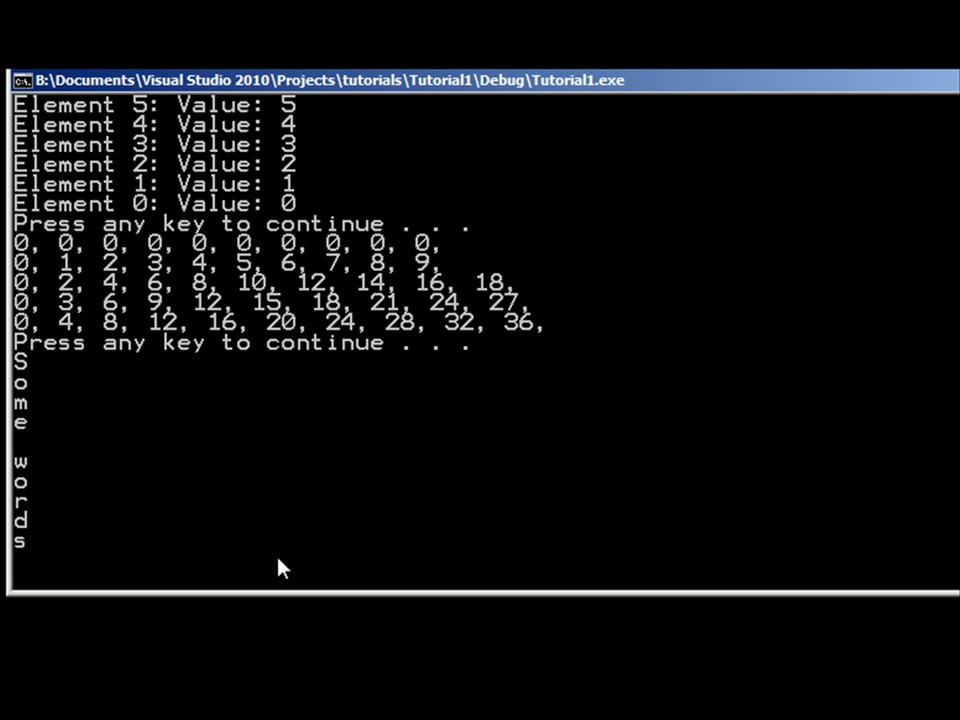 B:\Documents\Visual Studio 2010\Projects\tutorials\Tutorial1\Debug\Tutorial1.exe
Element 5: Value: 5
Element 4: Value: 4
Element 3: Value: 3
Element 2: Value: 2
Element 1: Value: 1
Element 0: Value: 0
Press any key to continue . . .
0, 0, 0, 0, 0, 0, 0, 0, 0, 0,
0, 1, 2, 3, 4, 5, 6, 7, 8, 9,
0, 2, 4, 6, 8, 10, 12, 14, 16, 18,
0, 3, 6, 9, 12, 15, 18, 21, 24, 27,
0, 4, 8, 12, 16, 20, 24, 28, 32, 36,
Press any key to continue . . .
S
o
m
e

w
o
r
d
s